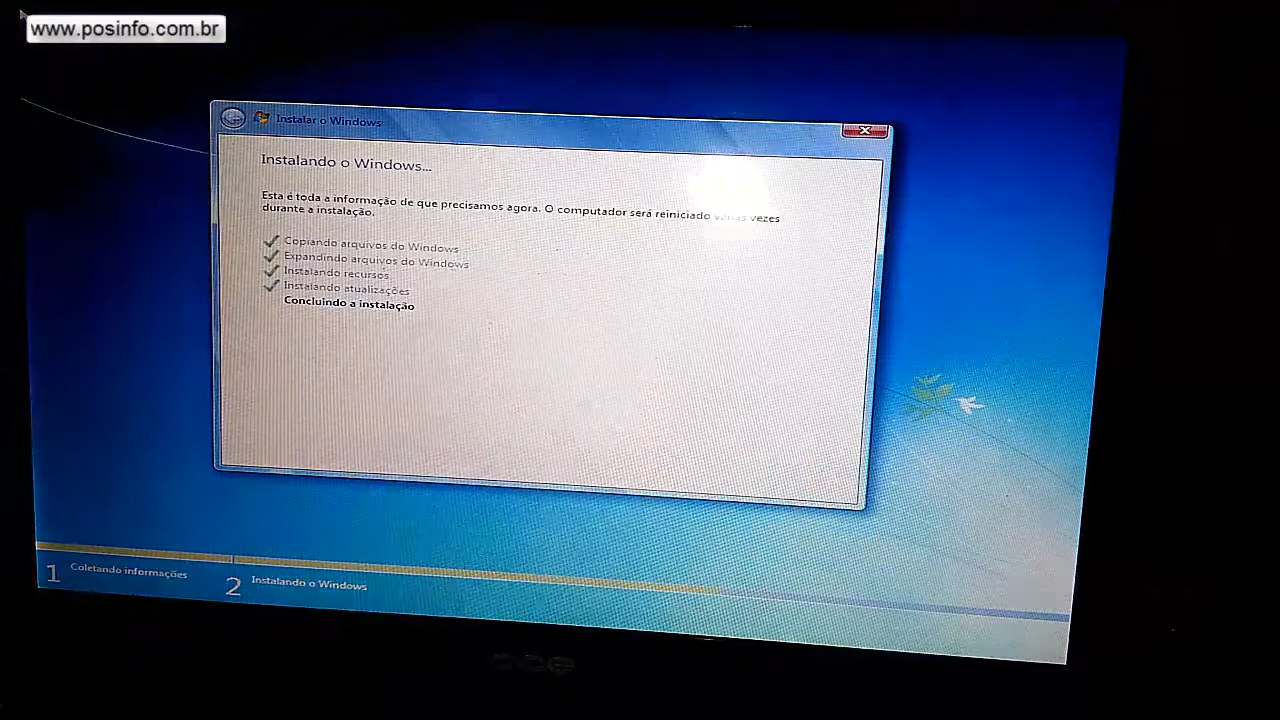 www.posinfo.com.br
Instalar o Windows
Instalando o Windows...
Esta é toda a informação de que precisamos agora. O computador será reiniciado várias vezes
durante a instalação.
Copiando arquivos do Windows
Expandindo arquivos do Windows
Instalando recursos
Instalando atualizações
Concluindo a instalação
1 Coletando informações
2 Instalando o Windows